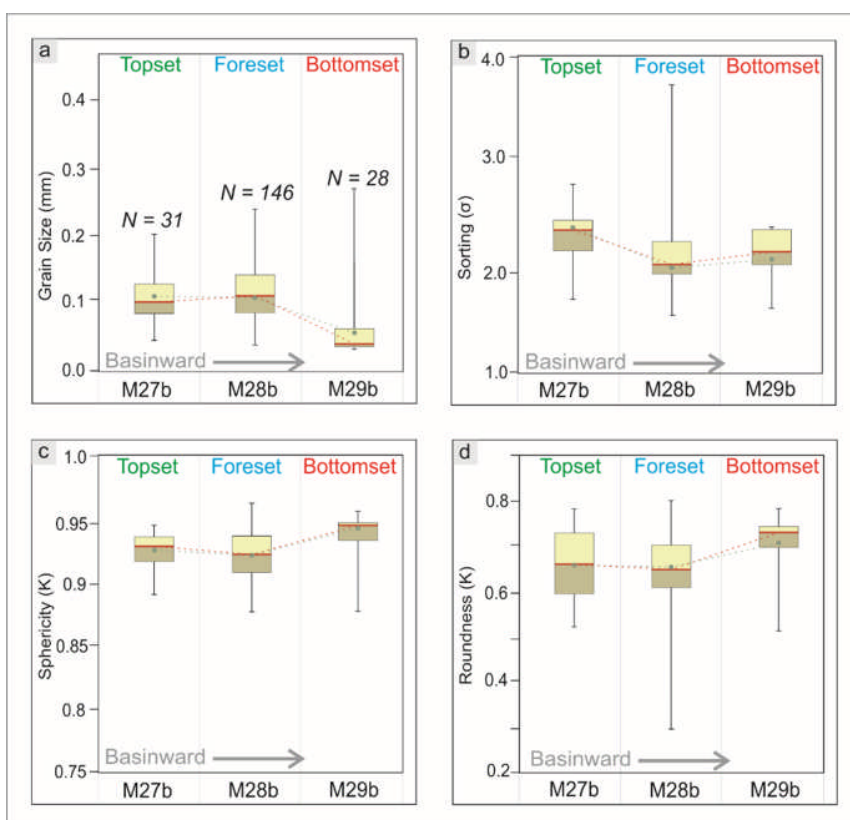 a
Topset Foreset Bottomset
0.4
0.3
0.2
0.1
0.0
Grain Size (mm)
N = 31
N = 146
N = 28
Basinward
M27b M28b M29b
b
Topset Foreset Bottomset
4.0
3.0
2.0
1.0
Sorting (σ)
Basinward
M27b M28b M29b
c
Topset Foreset Bottomset
1.0
0.95
0.9
0.85
0.8
0.75
Sphericity (K)
Basinward
M27b M28b M29b
d
Topset Foreset Bottomset
0.8
0.6
0.4
0.2
Roundness (K)
Basinward
M27b M28b M29b